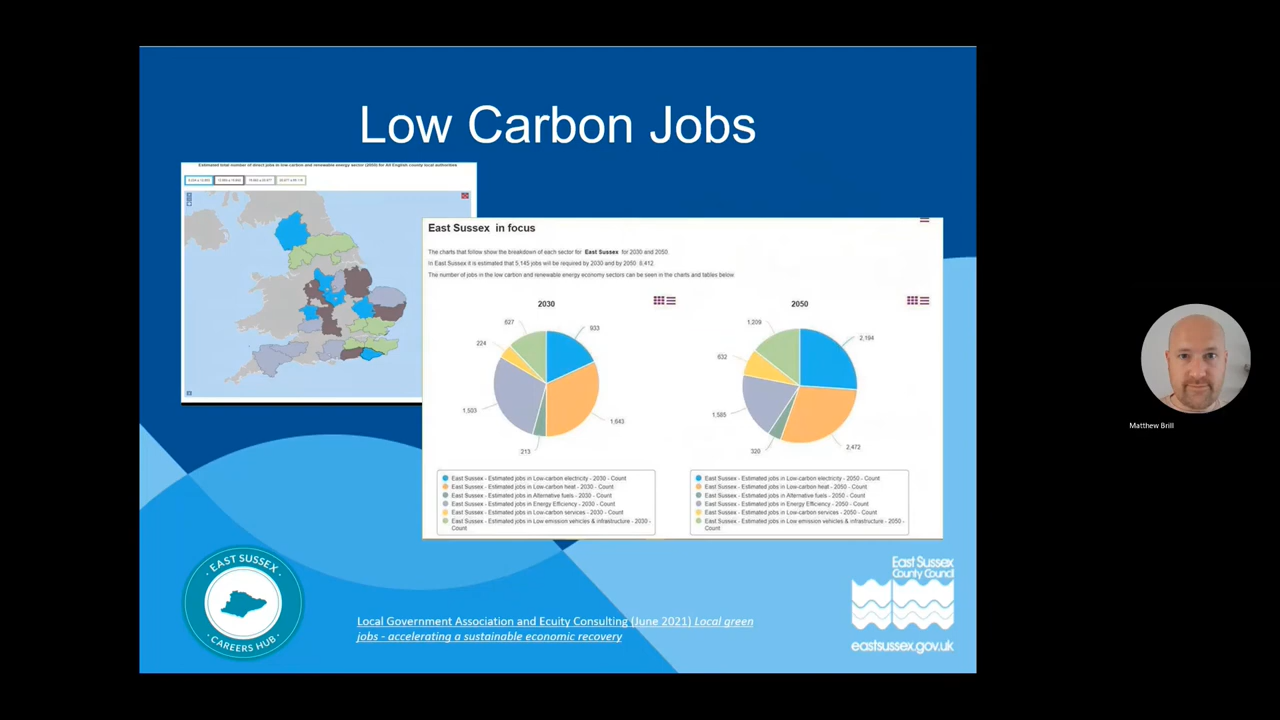 Low Carbon Jobs
Estimated total number of direct jobs in low-carbon and renewable energy sector (2050) for All English county local authorities
East Sussex in focus
The charts that follow show the breakdown of each sector for East Sussex for 2030 and 2050
In East Sussex it is estimated that 5,145 jobs will be required by 2030 and by 2050 8,412
The number of jobs in the low carbon and renewable energy economy sectors can be seen in the charts and tables below.
2030
627
933
224
1,503
1,643
213
2050
1,209
2,194
632
1,585
2,472
320
East Sussex - Estimated jobs in Low-carbon electricity - 2030 - Count
East Sussex - Estimated jobs in Low-carbon heat - 2030 - Count
East Sussex - Estimated jobs in Alternative fuels - 2030 - Count
East Sussex - Estimated jobs in Energy Efficiency - 2030 - Count
East Sussex - Estimated jobs in Low-carbon services - 2030 - Count
East Sussex - Estimated jobs in Low emission vehicles & infrastructure - 2030 -
Count
East Sussex - Estimated jobs in Low-carbon electricity - 2050 - Count
East Sussex - Estimated jobs in Low-carbon heat - 2050 - Count
East Sussex - Estimated jobs in Alternative fuels - 2050 - Count
East Sussex - Estimated jobs in Energy Efficiency - 2050 - Count
East Sussex - Estimated jobs in Low-carbon services - 2050 - Count
East Sussex - Estimated jobs in Low emission vehicles & infrastructure - 2050 -
Count
EAST SUSSEX
CAREERS HUB
Local Government Association and Ecuity Consulting (June 2021) Local green
jobs - accelerating a sustainable economic recovery
East Sussex
County Council
eastsussex.gov.uk
Matthew Brill